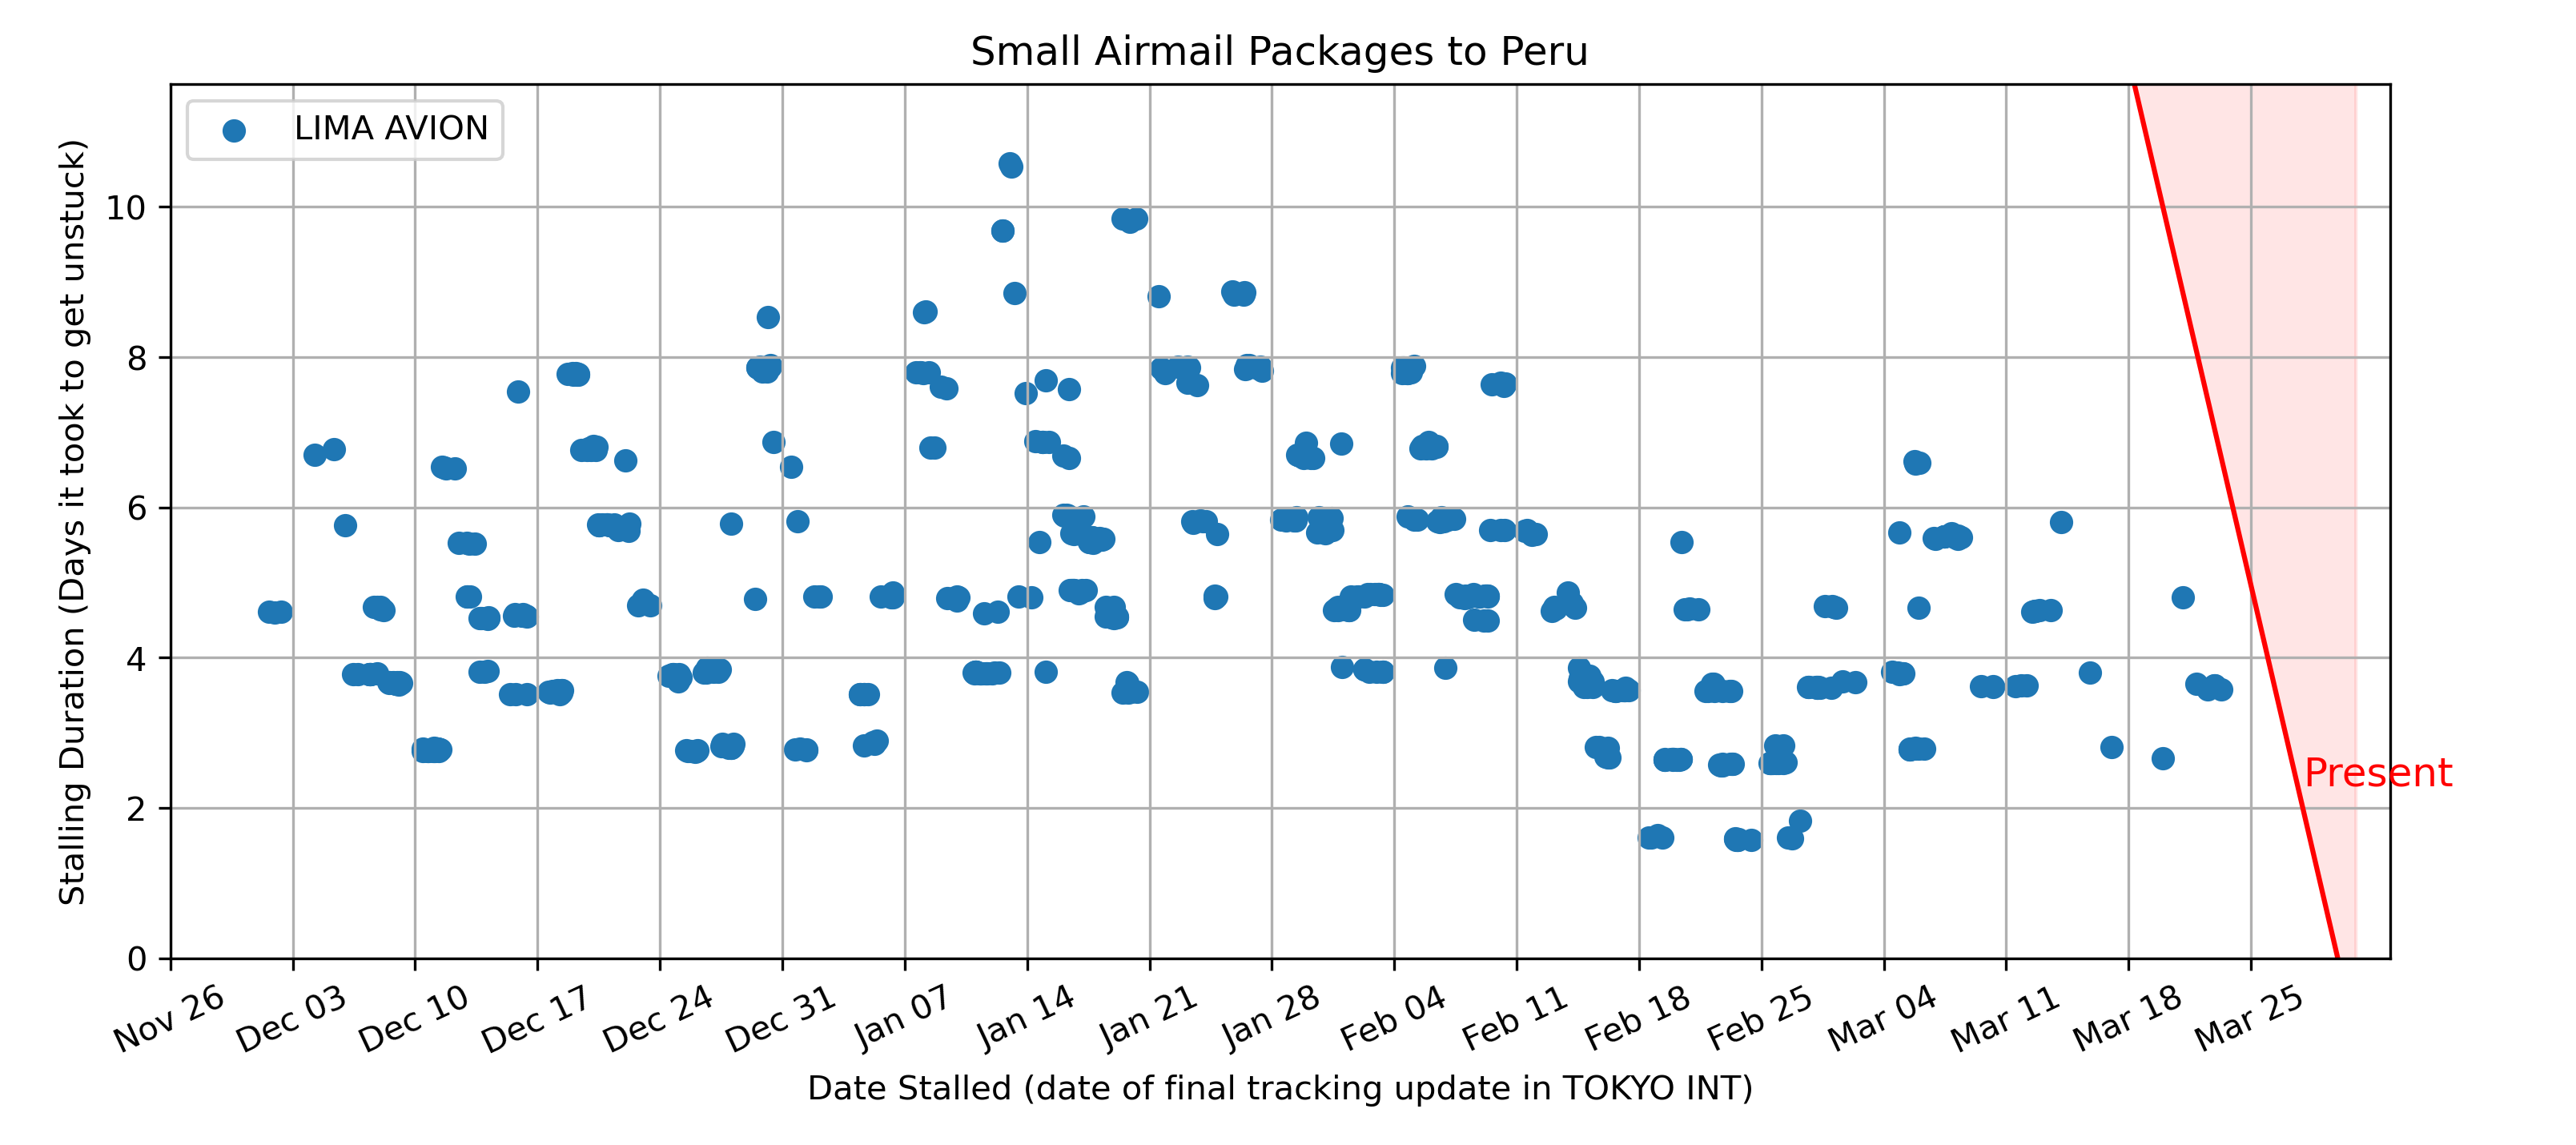 Small Airmail Packages to Peru
LIMA AVION
Stalling Duration (Days it took to get unstuck)
10
8
6
4
2
0
Present
Nov 26
Dec 03
Dec 10
Dec 17
Dec 24
Dec 31
Jan 07
Jan 14
Jan 21
Jan 28
Feb 04
Feb 11
Feb 18
Feb 25
Mar 04
Mar 11
Mar 18
Mar 25
Date Stalled (date of final tracking update in TOKYO INT)